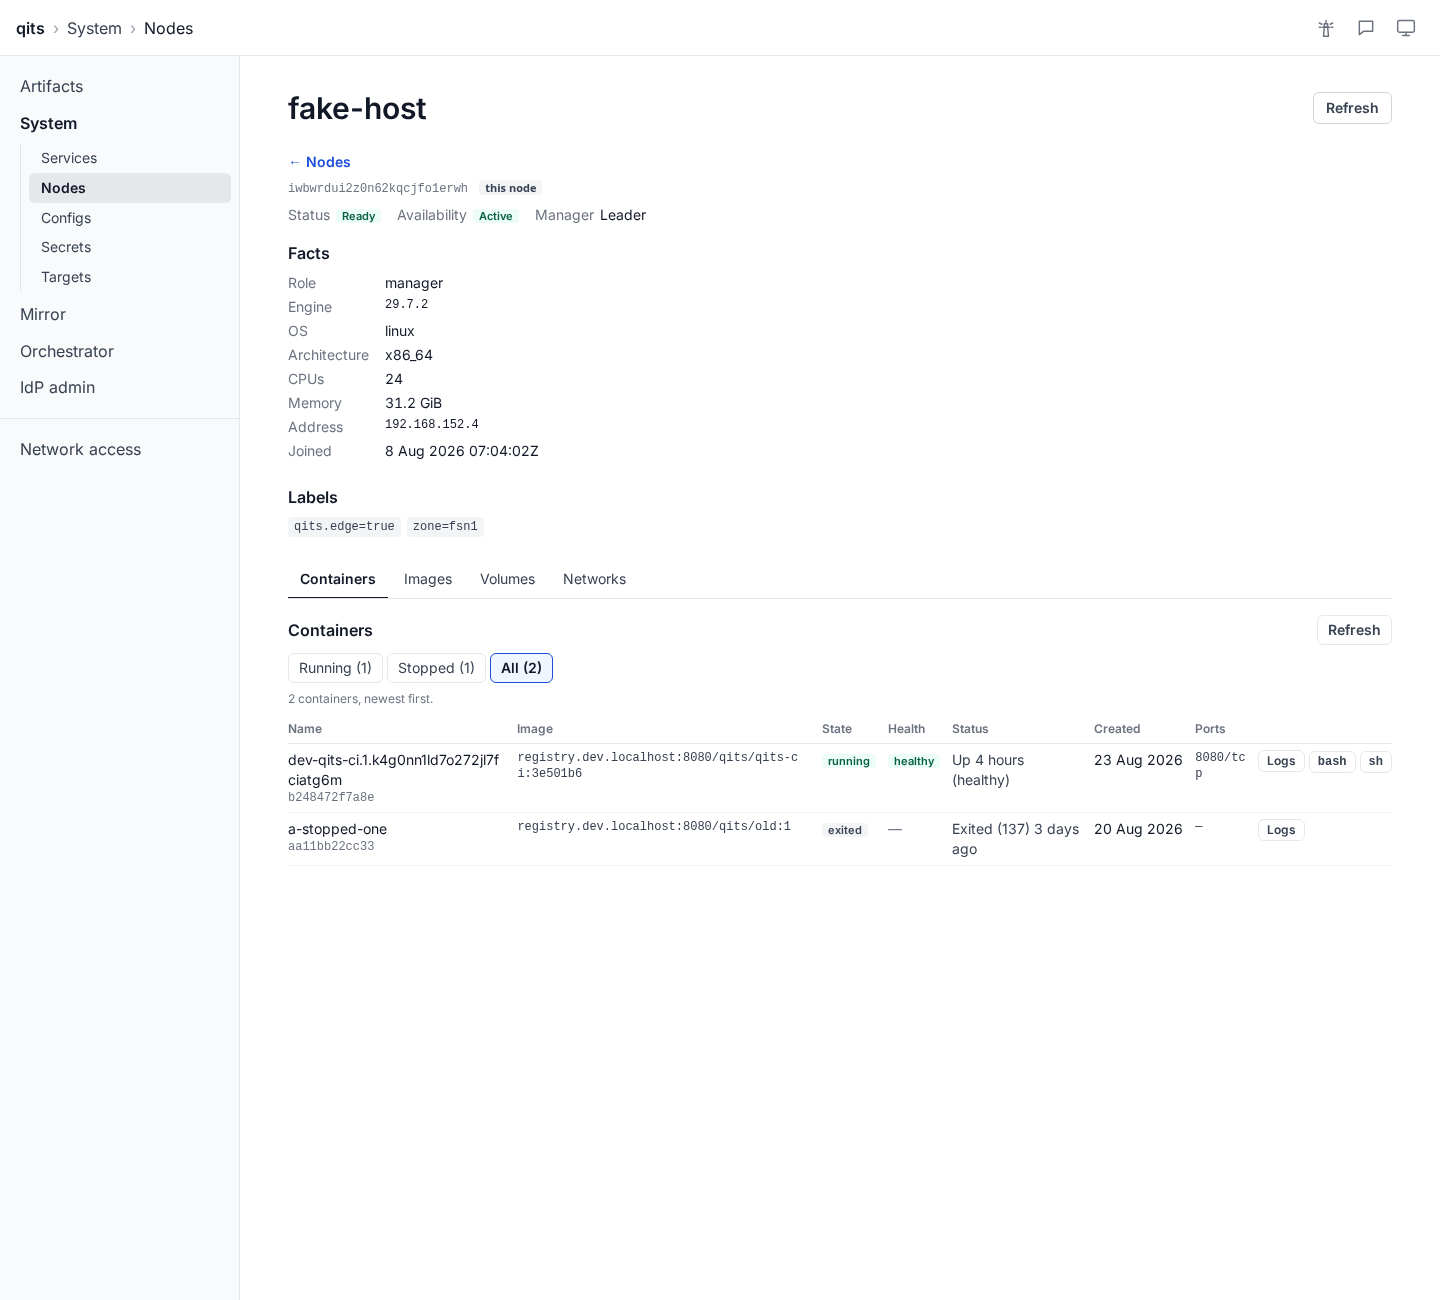 qits › System › Nodes
Artifacts
System
Services
Nodes
Configs
Secrets
Targets
Mirror
Orchestrator
IdP admin
Network access
fake-host
Refresh
← Nodes
iwbwrdui2z0n62kqcjfo1erwh this node
Status Ready Availability Active Manager Leader
Facts
Role manager
Engine 29.7.2
OS linux
Architecture x86_64
CPUs 24
Memory 31.2 GiB
Address 192.168.152.4
Joined 8 Aug 2026 07:04:02Z
Labels
qits.edge=true zone=fsn1
Containers Images Volumes Networks
Containers Refresh
Running (1) Stopped (1) All (2)
2 containers, newest first.
Name Image State Health Status Created Ports
dev-qits-ci.1.k4g0nn1ld7o272jl7f registry.dev.localhost:8080/qits/qits-c running healthy Up 4 hours 23 Aug 2026 8080/tc Logs bash sh
ciatg6m i:3e501b6 (healthy) p
b248472f7a8e
a-stopped-one registry.dev.localhost:8080/qits/old:1 exited — Exited (137) 3 days 20 Aug 2026 — Logs
aa11bb22cc33 ago